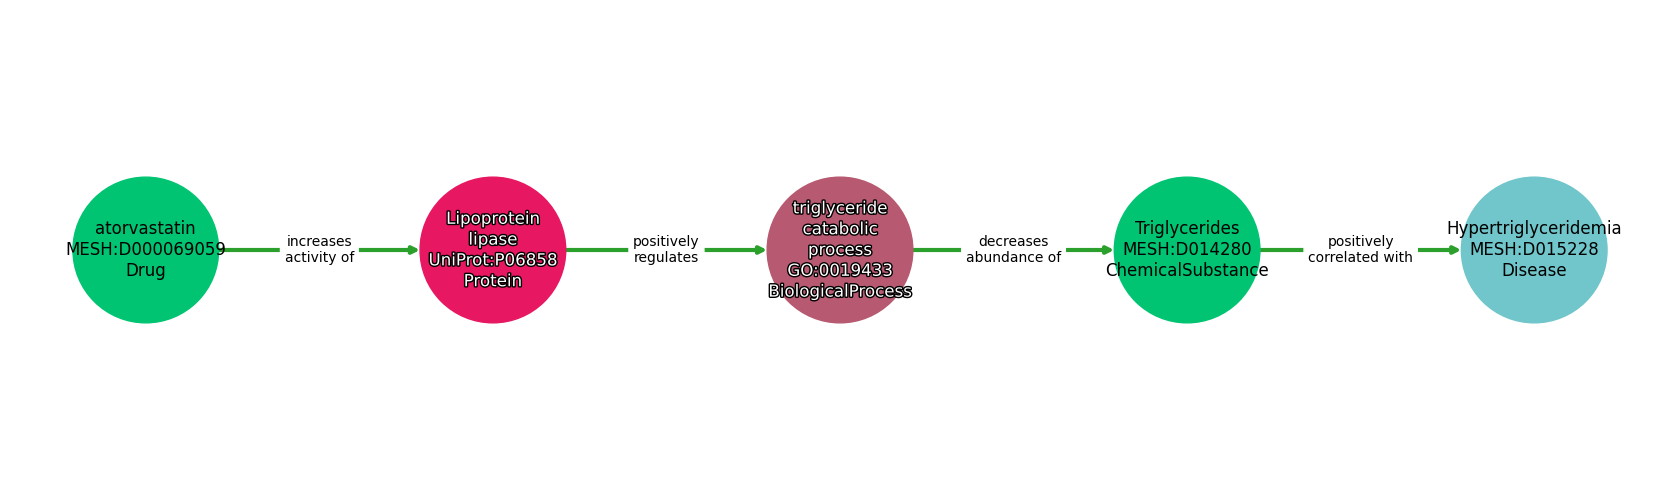 atorvastatin
MESH:D000069059
Drug
increases
activity of
Lipoprotein
lipase
UniProt:P06858
Protein
positively
regulates
triglyceride
catabolic
process
GO:0019433
BiologicalProcess
decreases
abundance of
Triglycerides
MESH:D014280
ChemicalSubstance
positively
correlated with
Hypertriglyceridemia
MESH:D015228
Disease